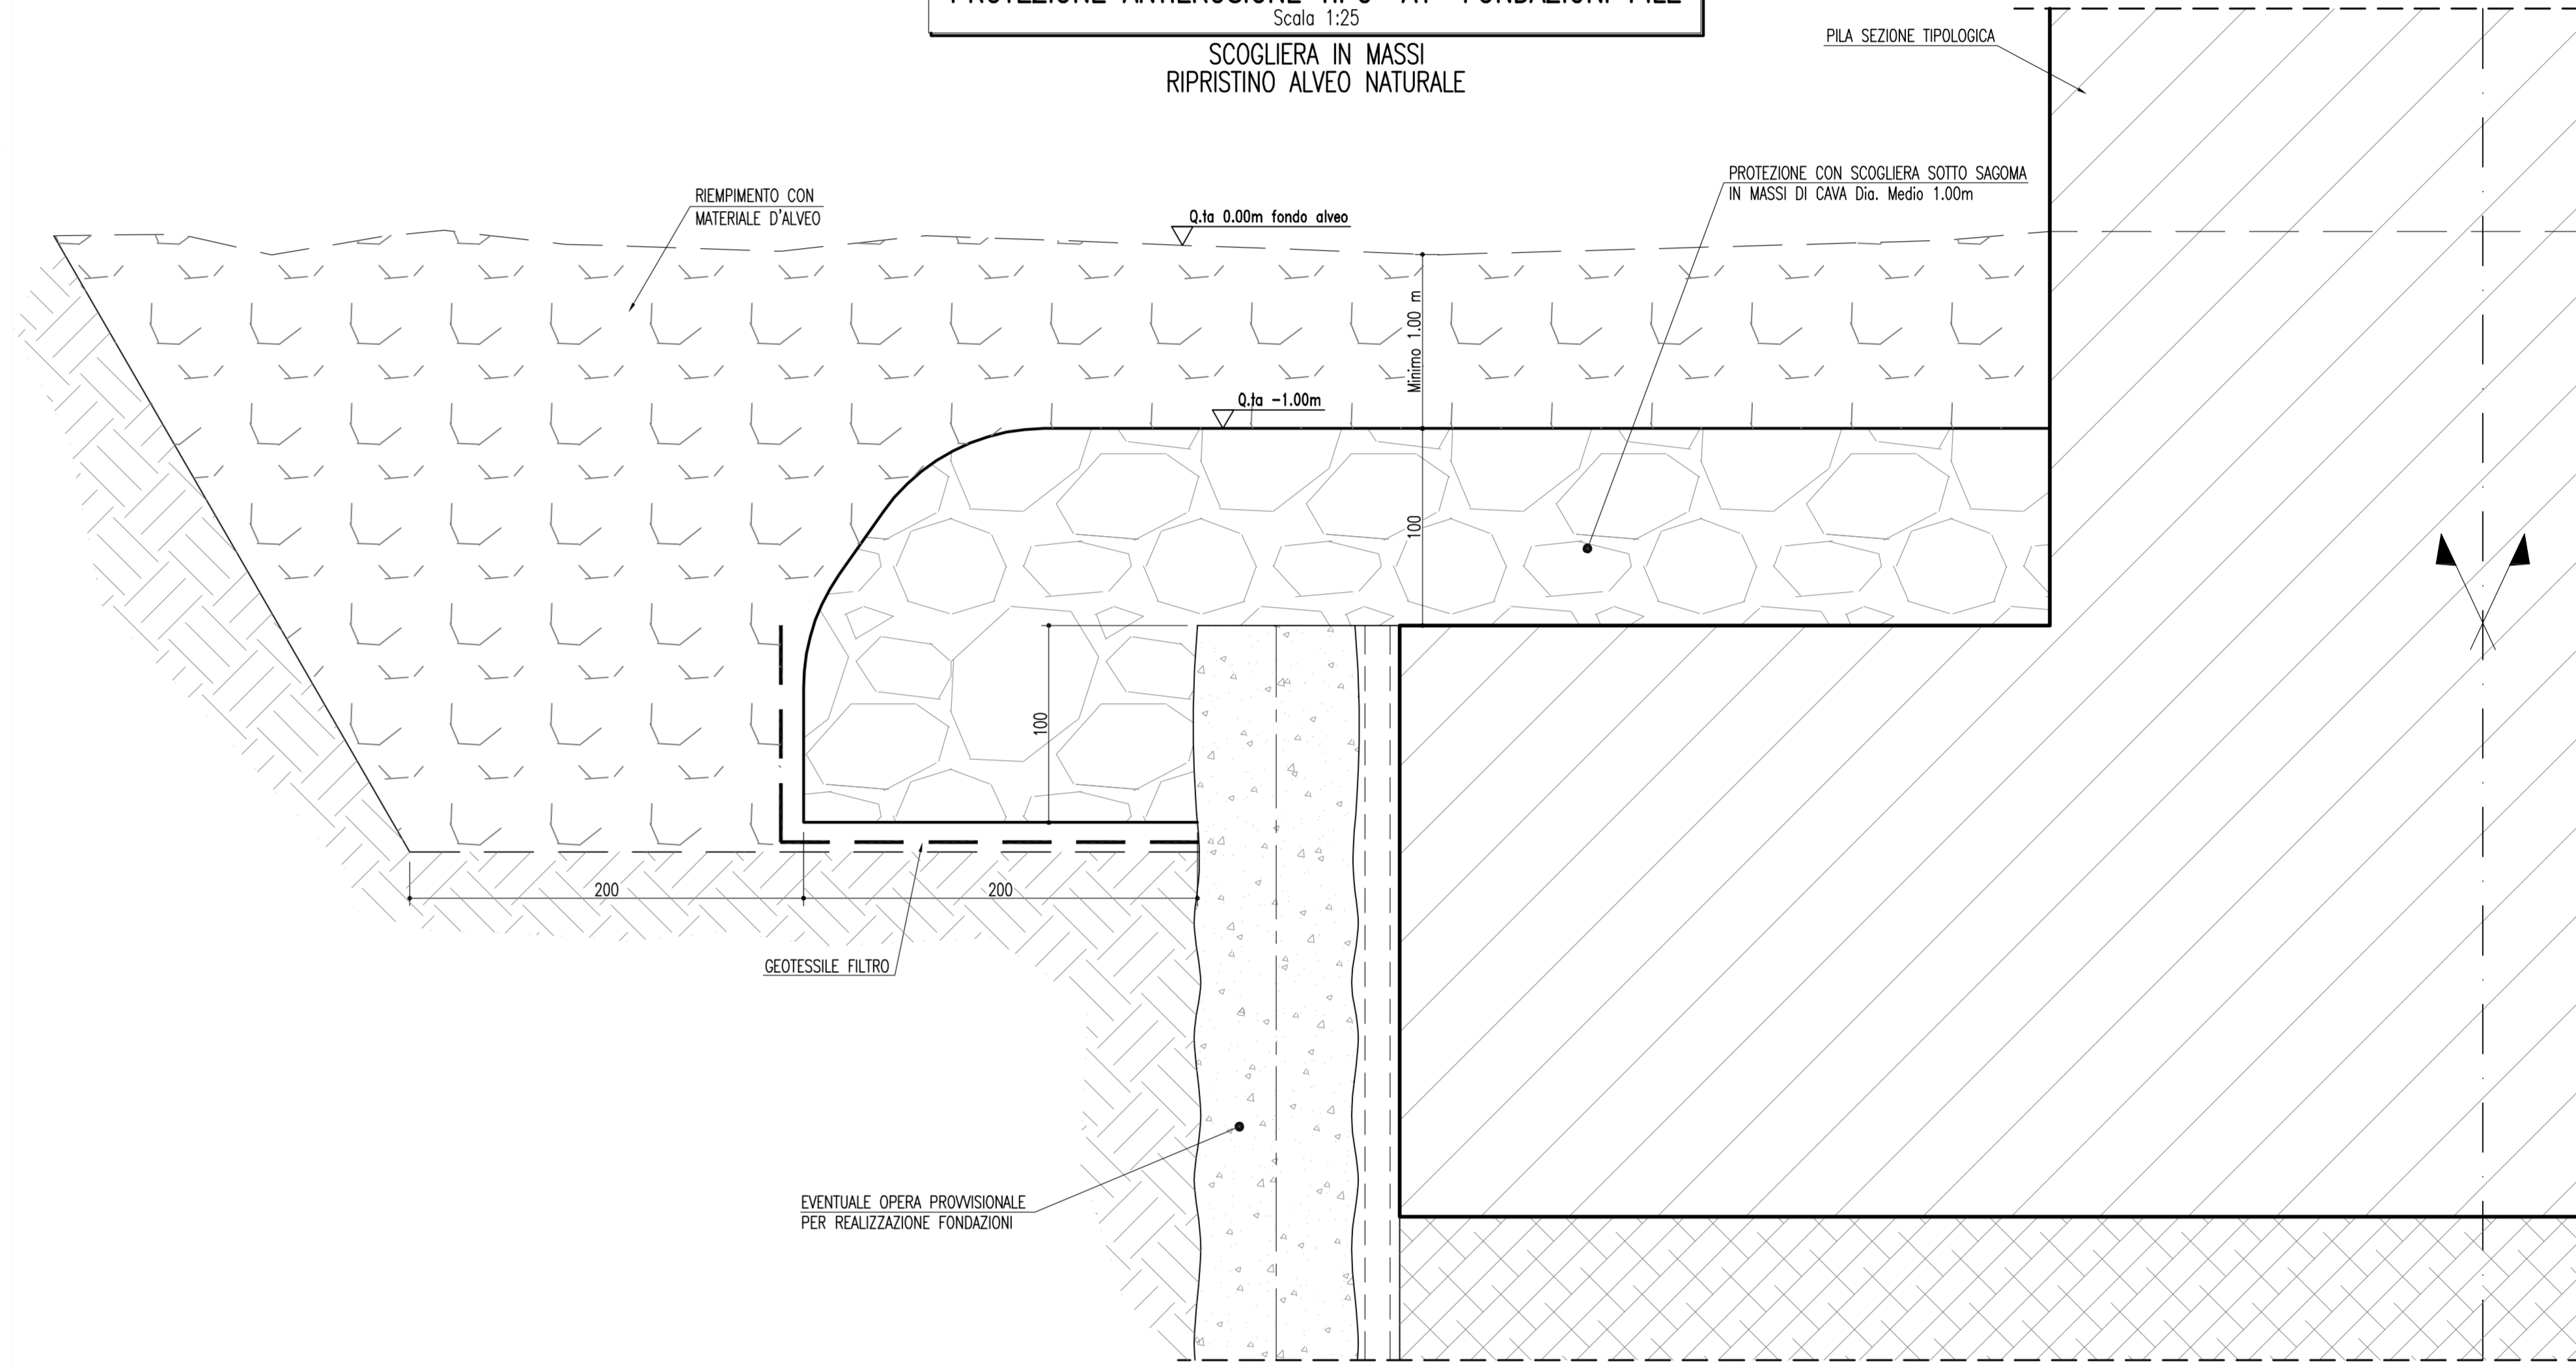 Scala 1:25
SCOGLIERA IN MASSI
RIPRISTINO ALVEO NATURALE
PILA SEZIONE TIPOLOGICA
PROTEZIONE CON SCOGLIERA SOTTO SAGOMA
IN MASSI DI CAVA Dia. Medio 1.00m
RIEMPIMENTO CON
MATERIALE D'ALVEO
Q.ta 0.00m fondo alveo
Minimo 1.00 m
Q.ta -1.00m
100
100
200
200
GEOTESSILE FILTRO
EVENTUALE OPERA PROVVISIONALE
PER REALIZZAZIONE FONDAZIONI